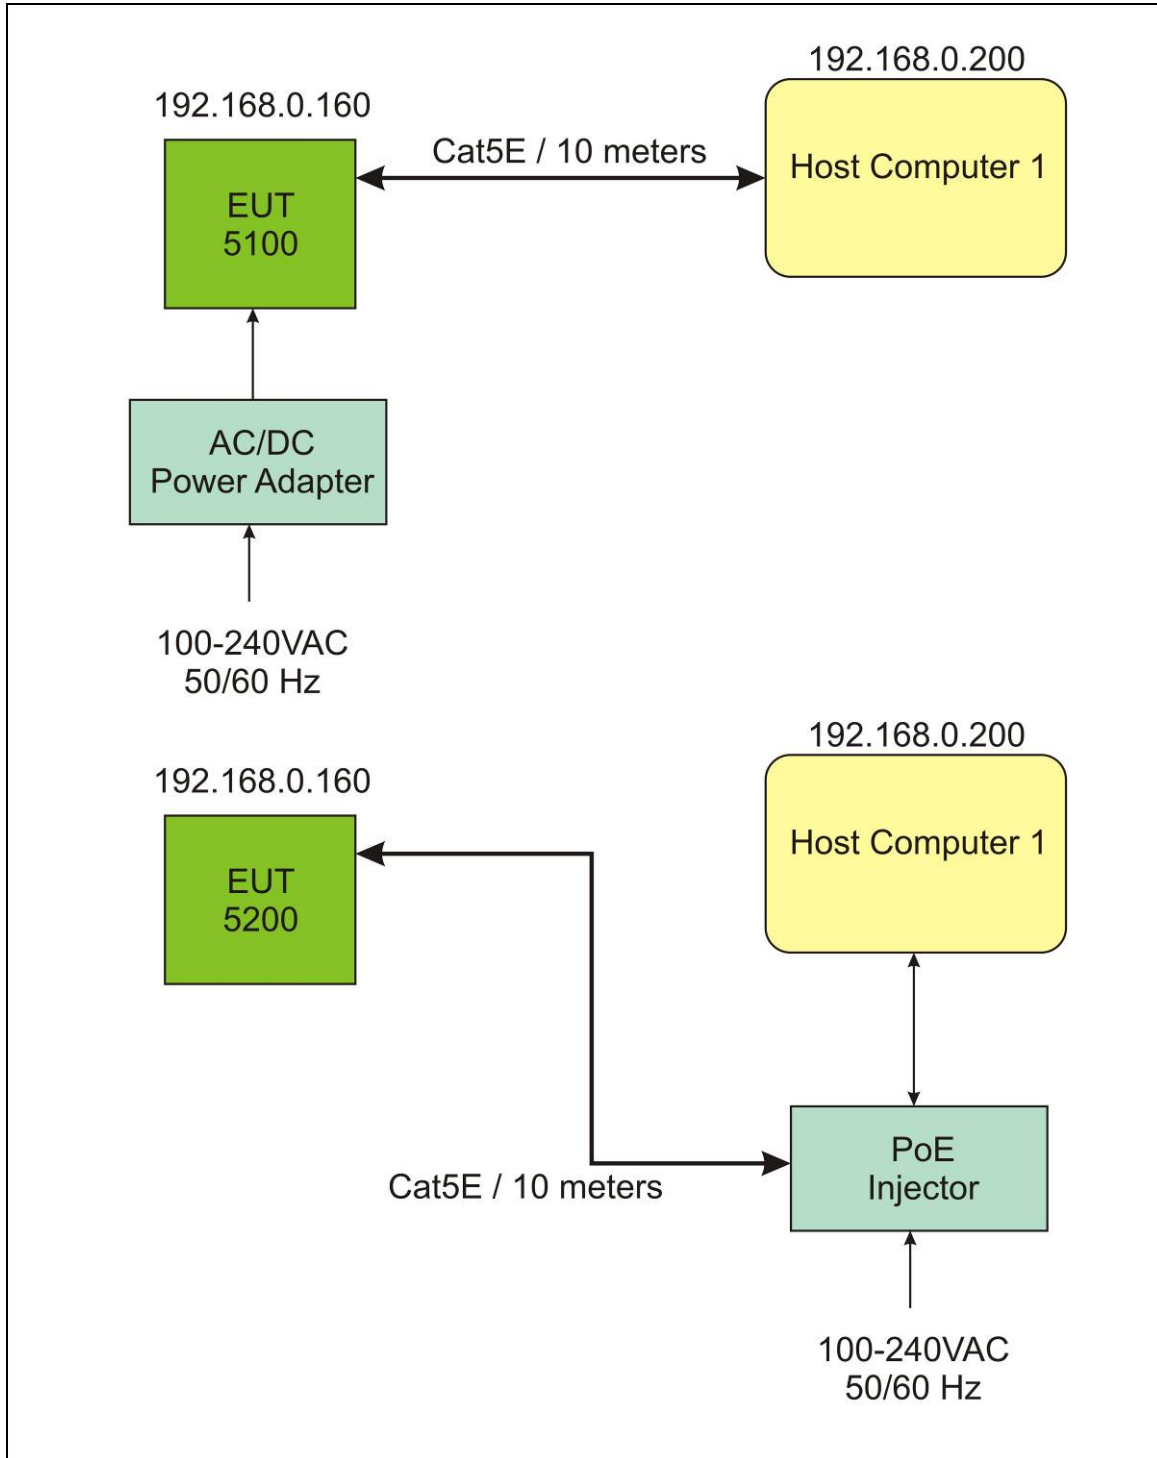 192.168.0.200
192.168.0.160
Cat5E / 10 meters
Host Computer 1
EUT
5100
AC/DC
Power Adapter
100-240VAC
50/60 Hz
192.168.0.200
192.168.0.160
Host Computer 1
EUT
5200
PoE
Injector
Cat5E / 10 meters
100-240VAC
50/60 Hz